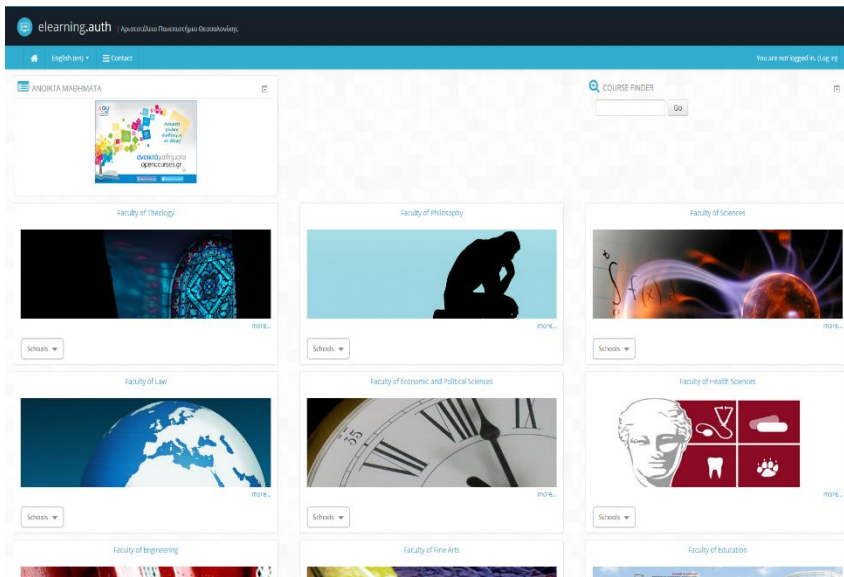 elearning.auth | Αριστοτέλειο Πανεπιστήμιο Θεσσαλονίκης
English (en) Contact You are not logged in. (Log in)
ΑΝΟΙΚΤΑ ΜΑΘΗΜΑΤΑ
ανοικτάμαθήματα
opencourses.gr
COURSE FINDER
Go
Faculty of Theology
more...
Schools
Faculty of Philosophy
more...
Schools
Faculty of Sciences
f(x)
more...
Schools
Faculty of Law
more...
Schools
Faculty of Economic and Political Sciences
35
more...
Schools
Faculty of Health Sciences
more...
Schools
Faculty of Engineering
Faculty of Fine Arts
Faculty of Education